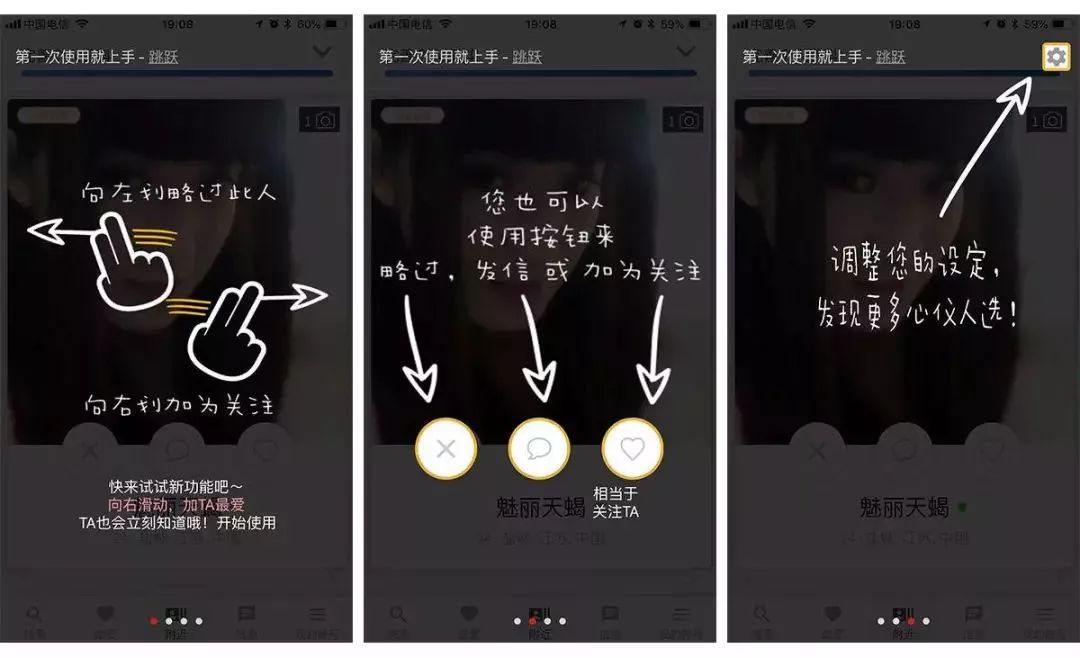 中国电信 19:08 60%
第一次使用就上手 - 跳跃
1
向左划略过此人
向右划加为关注
快来试试新功能吧~
向右滑动，加TA最爱
TA也会立刻知道哦！开始使用
附近
中国电信 19:08 59%
第一次使用就上手 - 跳跃
1
您也可以
使用按钮来
略过，发信 或 加为关注
相当于
关注TA
魅丽天蝎
附近
中国电信 19:08 59%
第一次使用就上手 - 跳跃
1
调整您的设定，
发现更多心仪人选！
魅丽天蝎
附近